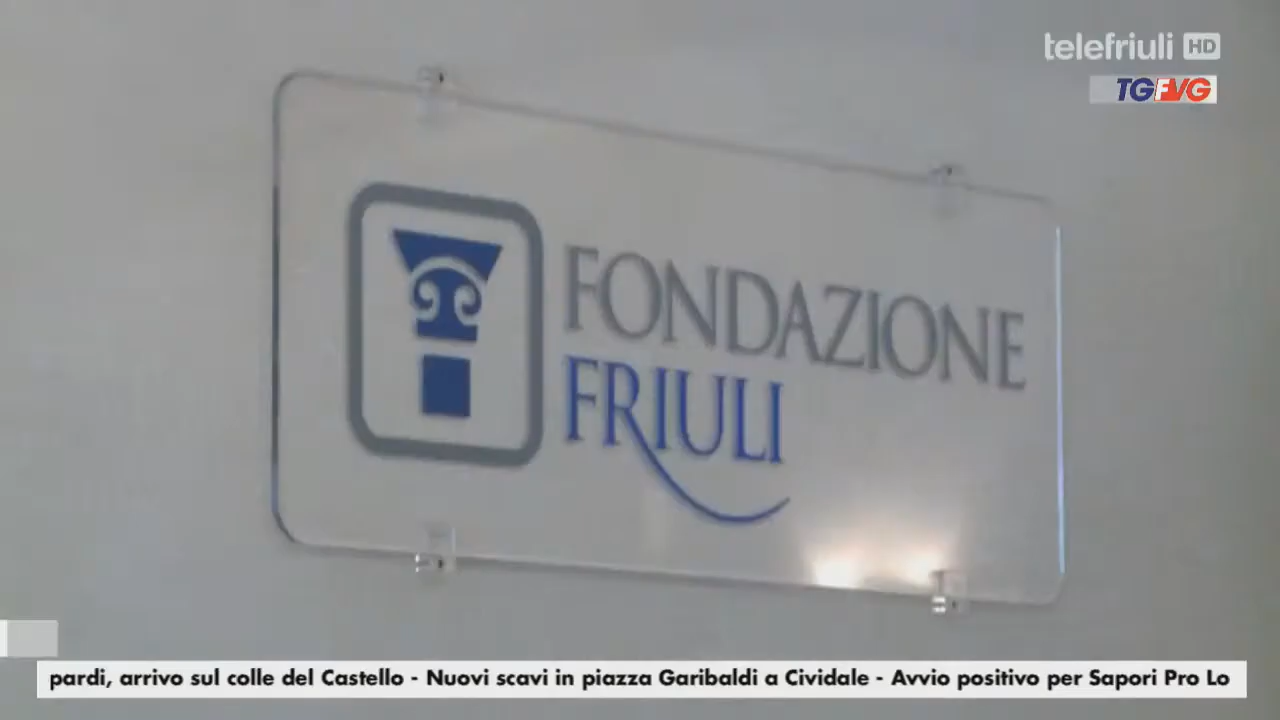 telefriuli HD
TGFVG
FONDAZIONE
FRIULI
pardi, arrivo sul colle del Castello - Nuovi scavi in piazza Garibaldi a Cividale - Avvio positivo per Sapori Pro Lo